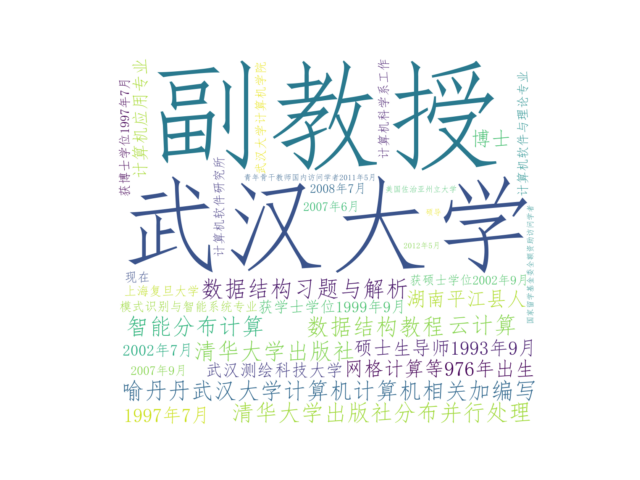 副教授
武汉大学
获博士学位1997年7月
计算机应用专业
武汉大学计算机学院
计算机软件研究所
计算机科学系工作
博士
计算机软件与理论专业
青年骨干教师国内访问学者2011年5月
2008年7月
美国佐治亚州立大学
2007年6月
2012年5月
国家留学基金委全额资助访问学者
现在
数据结构习题与解析
获硕士学位2002年9月
上海复旦大学
湖南平江县人
模式识别与智能系统专业
获学士学位1999年9月
智能分布计算
数据结构教程
云计算
2002年7月
清华大学出版社
硕士生导师1993年9月
2007年9月
武汉测绘科技大学
网格计算等976年出生
喻丹丹武汉大学计算机计算机相关加编写
1997年7月
清华大学出版社分布并行处理